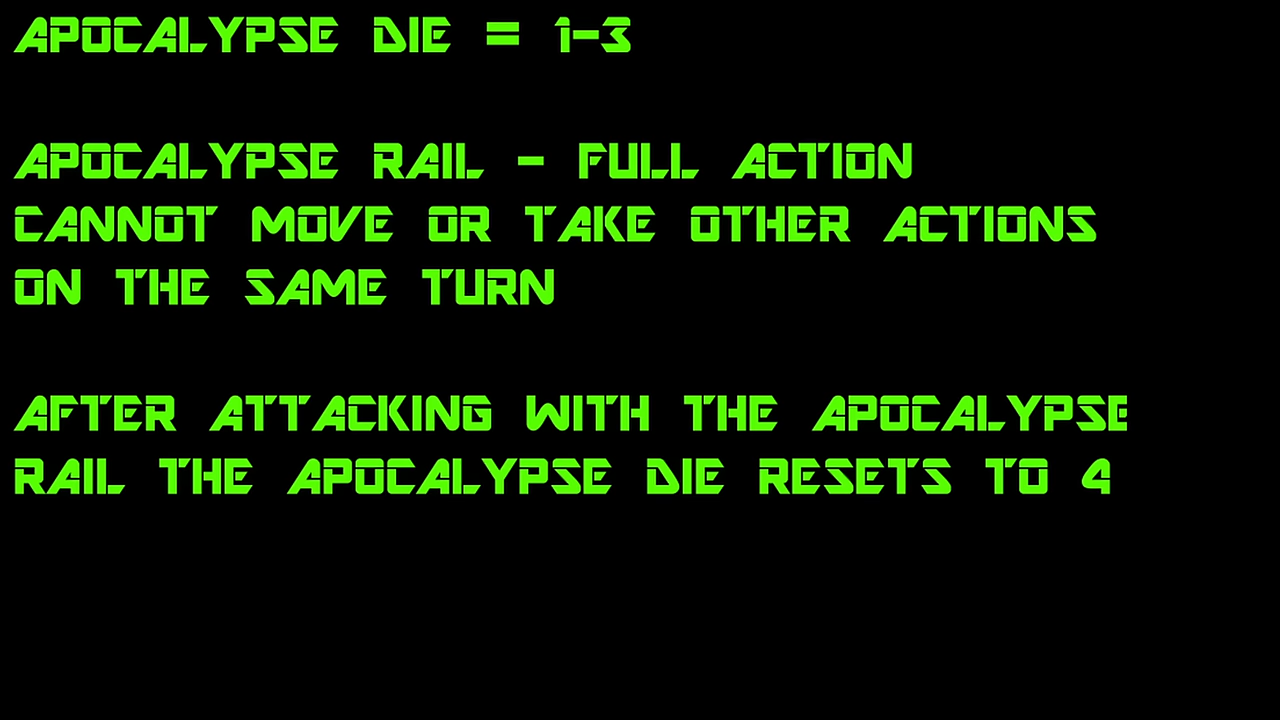 APOCALYPSE DIE = 1-3
APOCALYPSE RAIL - FULL ACTION
CANNOT MOVE OR TAKE OTHER ACTIONS
ON THE SAME TURN
AFTER ATTACKING WITH THE APOCALYPSE
RAIL THE APOCALYPSE DIE RESETS TO 4